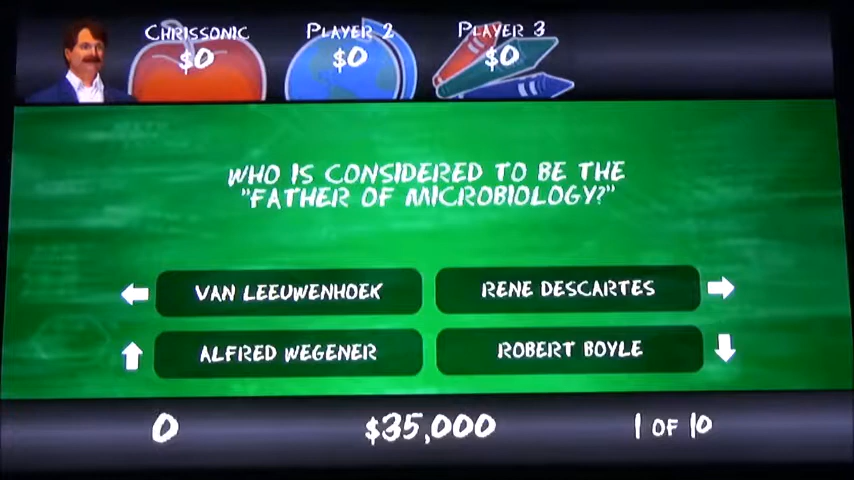 Chrissonic Player 2 Player 3
$0 $0 $0
Who is considered to be the
"Father of Microbiology?"
Van Leeuwenhoek Rene Descartes
Alfred Wegener Robert Boyle
0 $35,000 1 of 10